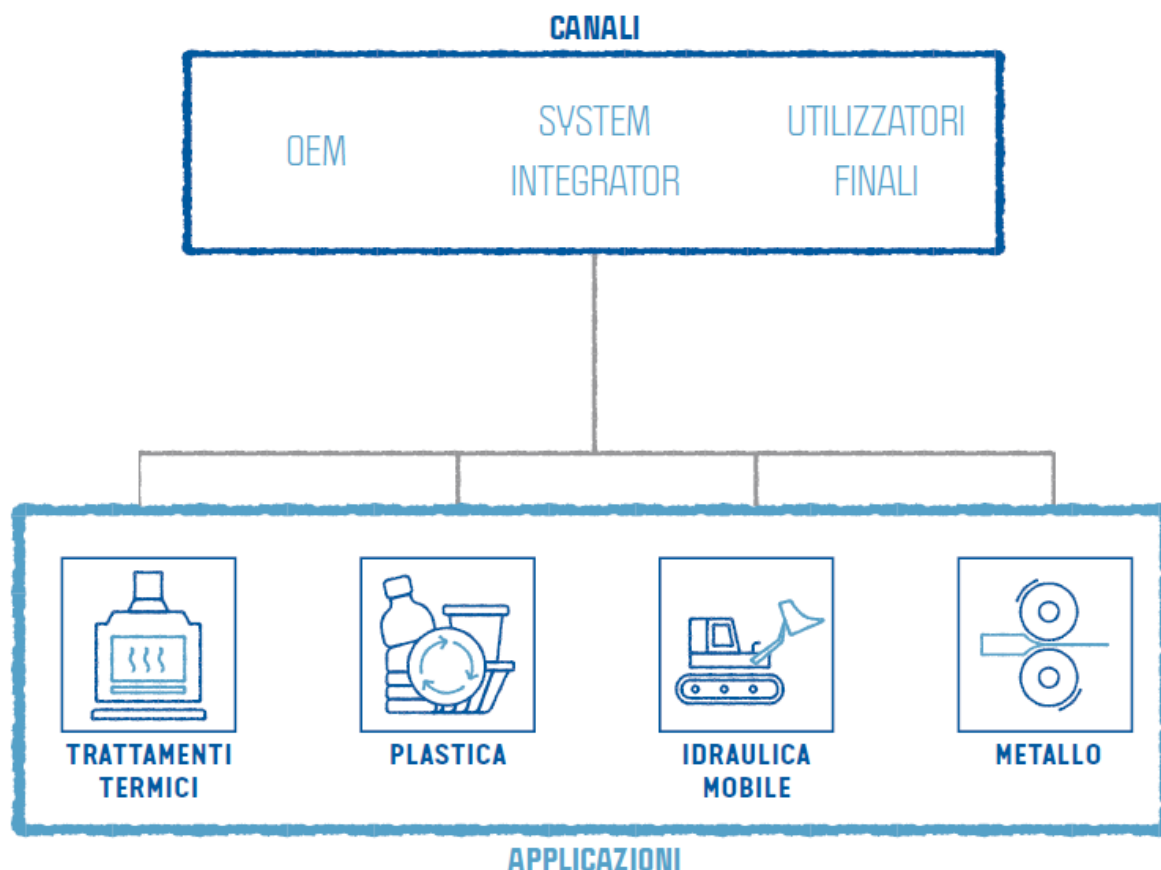 CANALI
OEM
SYSTEM
INTEGRATOR
UTILIZZATORI
FINALI
TRATTAMENTI
TERMICI
PLASTICA
IDRAULICA
MOBILE
METALLO
APPLICAZIONI